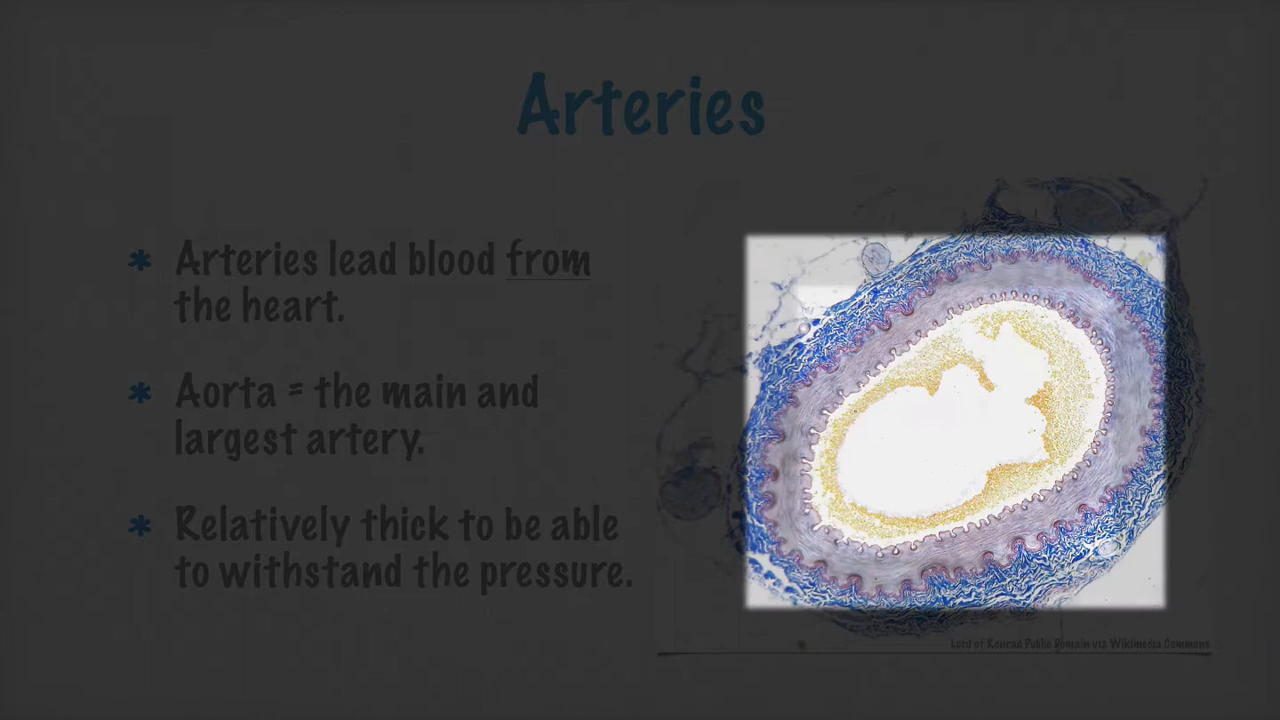 Arteries
* Arteries lead blood from
the heart.
* Aorta = the main and
largest artery.
* Relatively thick to be able
to withstand the pressure.
Lord of Konrad Public Domain via Wikimedia Commons